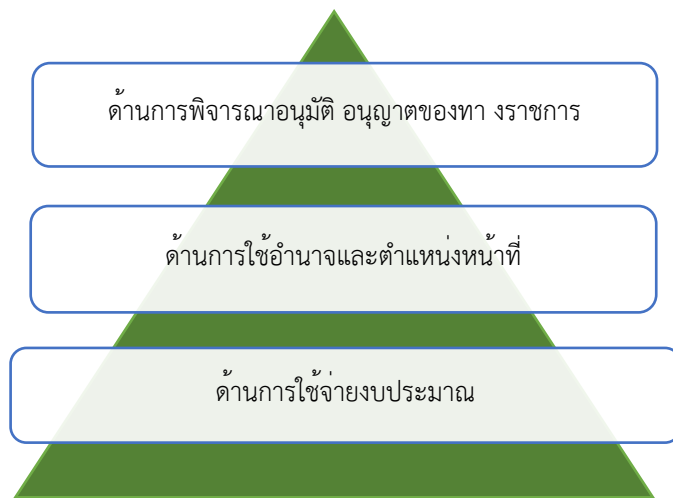 ด้านการพิจารณาอนุมัติ อนุญาตของทา งราชการ
ด้านการใช้อำนาจและตำแหน่งหน้าที่
ด้านการใช้จ่ายงบประมาณ